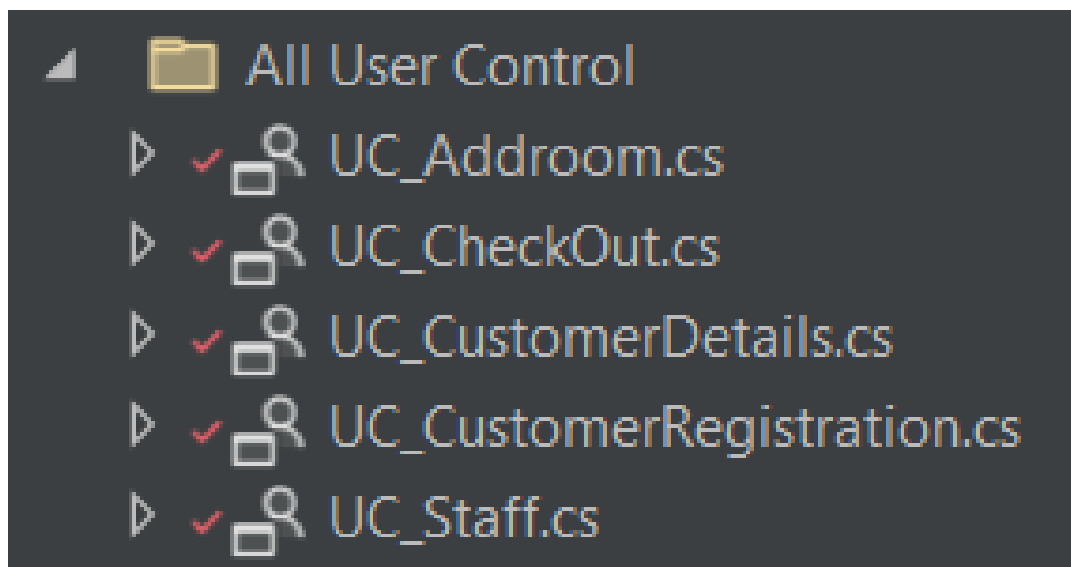 All User Control
UC_Addroom.cs
UC_CheckOut.cs
UC_CustomerDetails.cs
UC_CustomerRegistration.cs
UC_Staff.cs